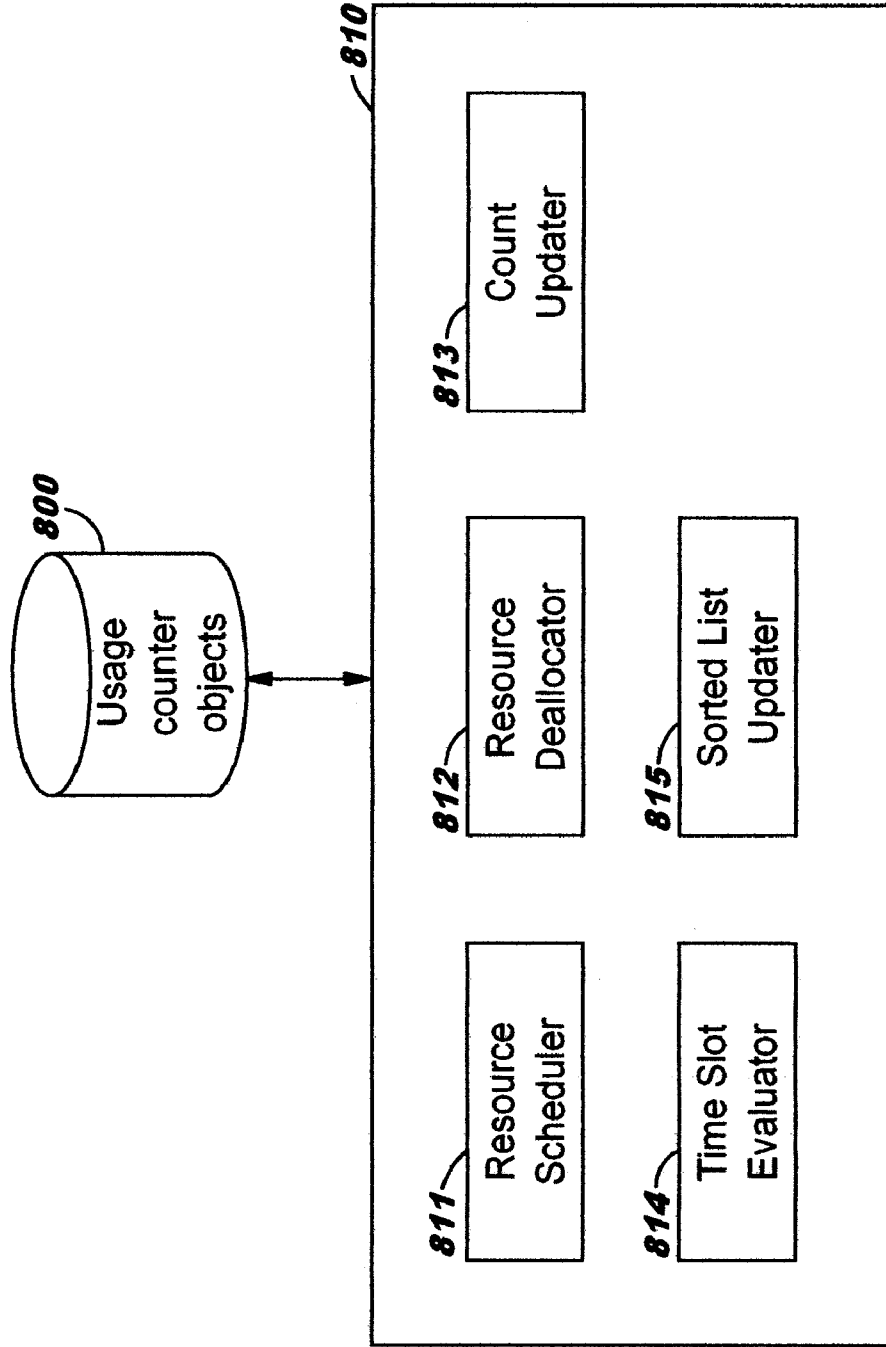 800
Usage
counter
objects
810
811
Resource
Scheduler
812
Resource
Deallocator
813
Count
Updater
814
Time Slot
Evaluator
815
Sorted List
Updater